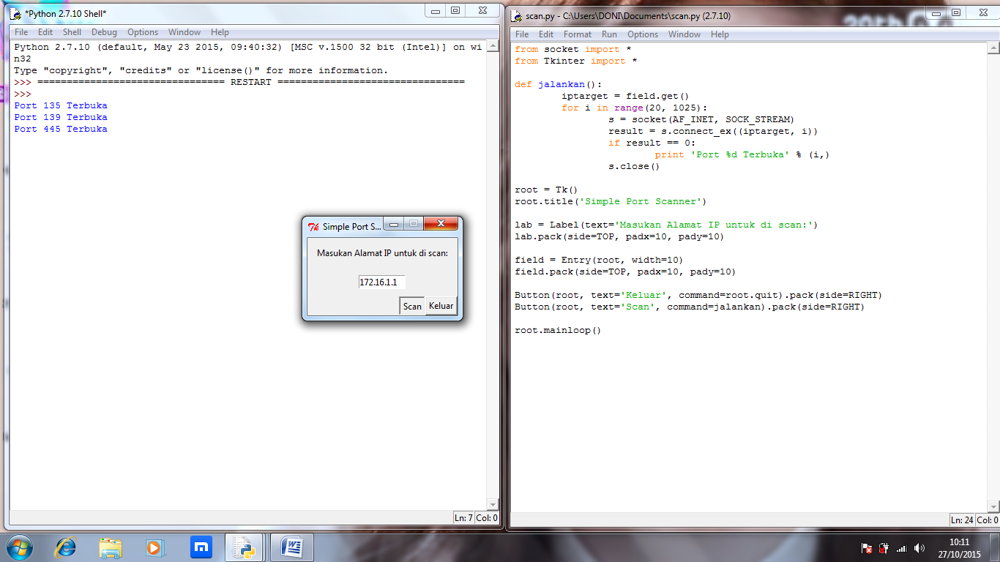 *Python 2.7.10 Shell*
File Edit Shell Debug Options Window Help
Python 2.7.10 (default, May 23 2015, 09:40:32) [MSC v.1500 32 bit (Intel)] on wi
n32
Type "copyright", "credits" or "license()" for more information.
>>> ================================ RESTART ================================
>>>
Port 135 Terbuka
Port 139 Terbuka
Port 445 Terbuka
Ln: 7 Col: 0
Simple Port S...
Masukan Alamat IP untuk di scan:
172.16.1.1
Scan Keluar
scan.py - C:\Users\DONI\Documents\scan.py (2.7.10)
File Edit Format Run Options Window Help
from socket import *
from Tkinter import *
def jalankan():
iptarget = field.get()
for i in range(20, 1025):
s = socket(AF_INET, SOCK_STREAM)
result = s.connect_ex((iptarget, i))
if result == 0:
print 'Port %d Terbuka' % (i,)
s.close()
root = Tk()
root.title('Simple Port Scanner')
lab = Label(text='Masukan Alamat IP untuk di scan:')
lab.pack(side=TOP, padx=10, pady=10)
field = Entry(root, width=10)
field.pack(side=TOP, padx=10, pady=10)
Button(root, text='Keluar', command=root.quit).pack(side=RIGHT)
Button(root, text='Scan', command=jalankan).pack(side=RIGHT)
root.mainloop()
Ln: 24 Col: 0
10:11
27/10/2015